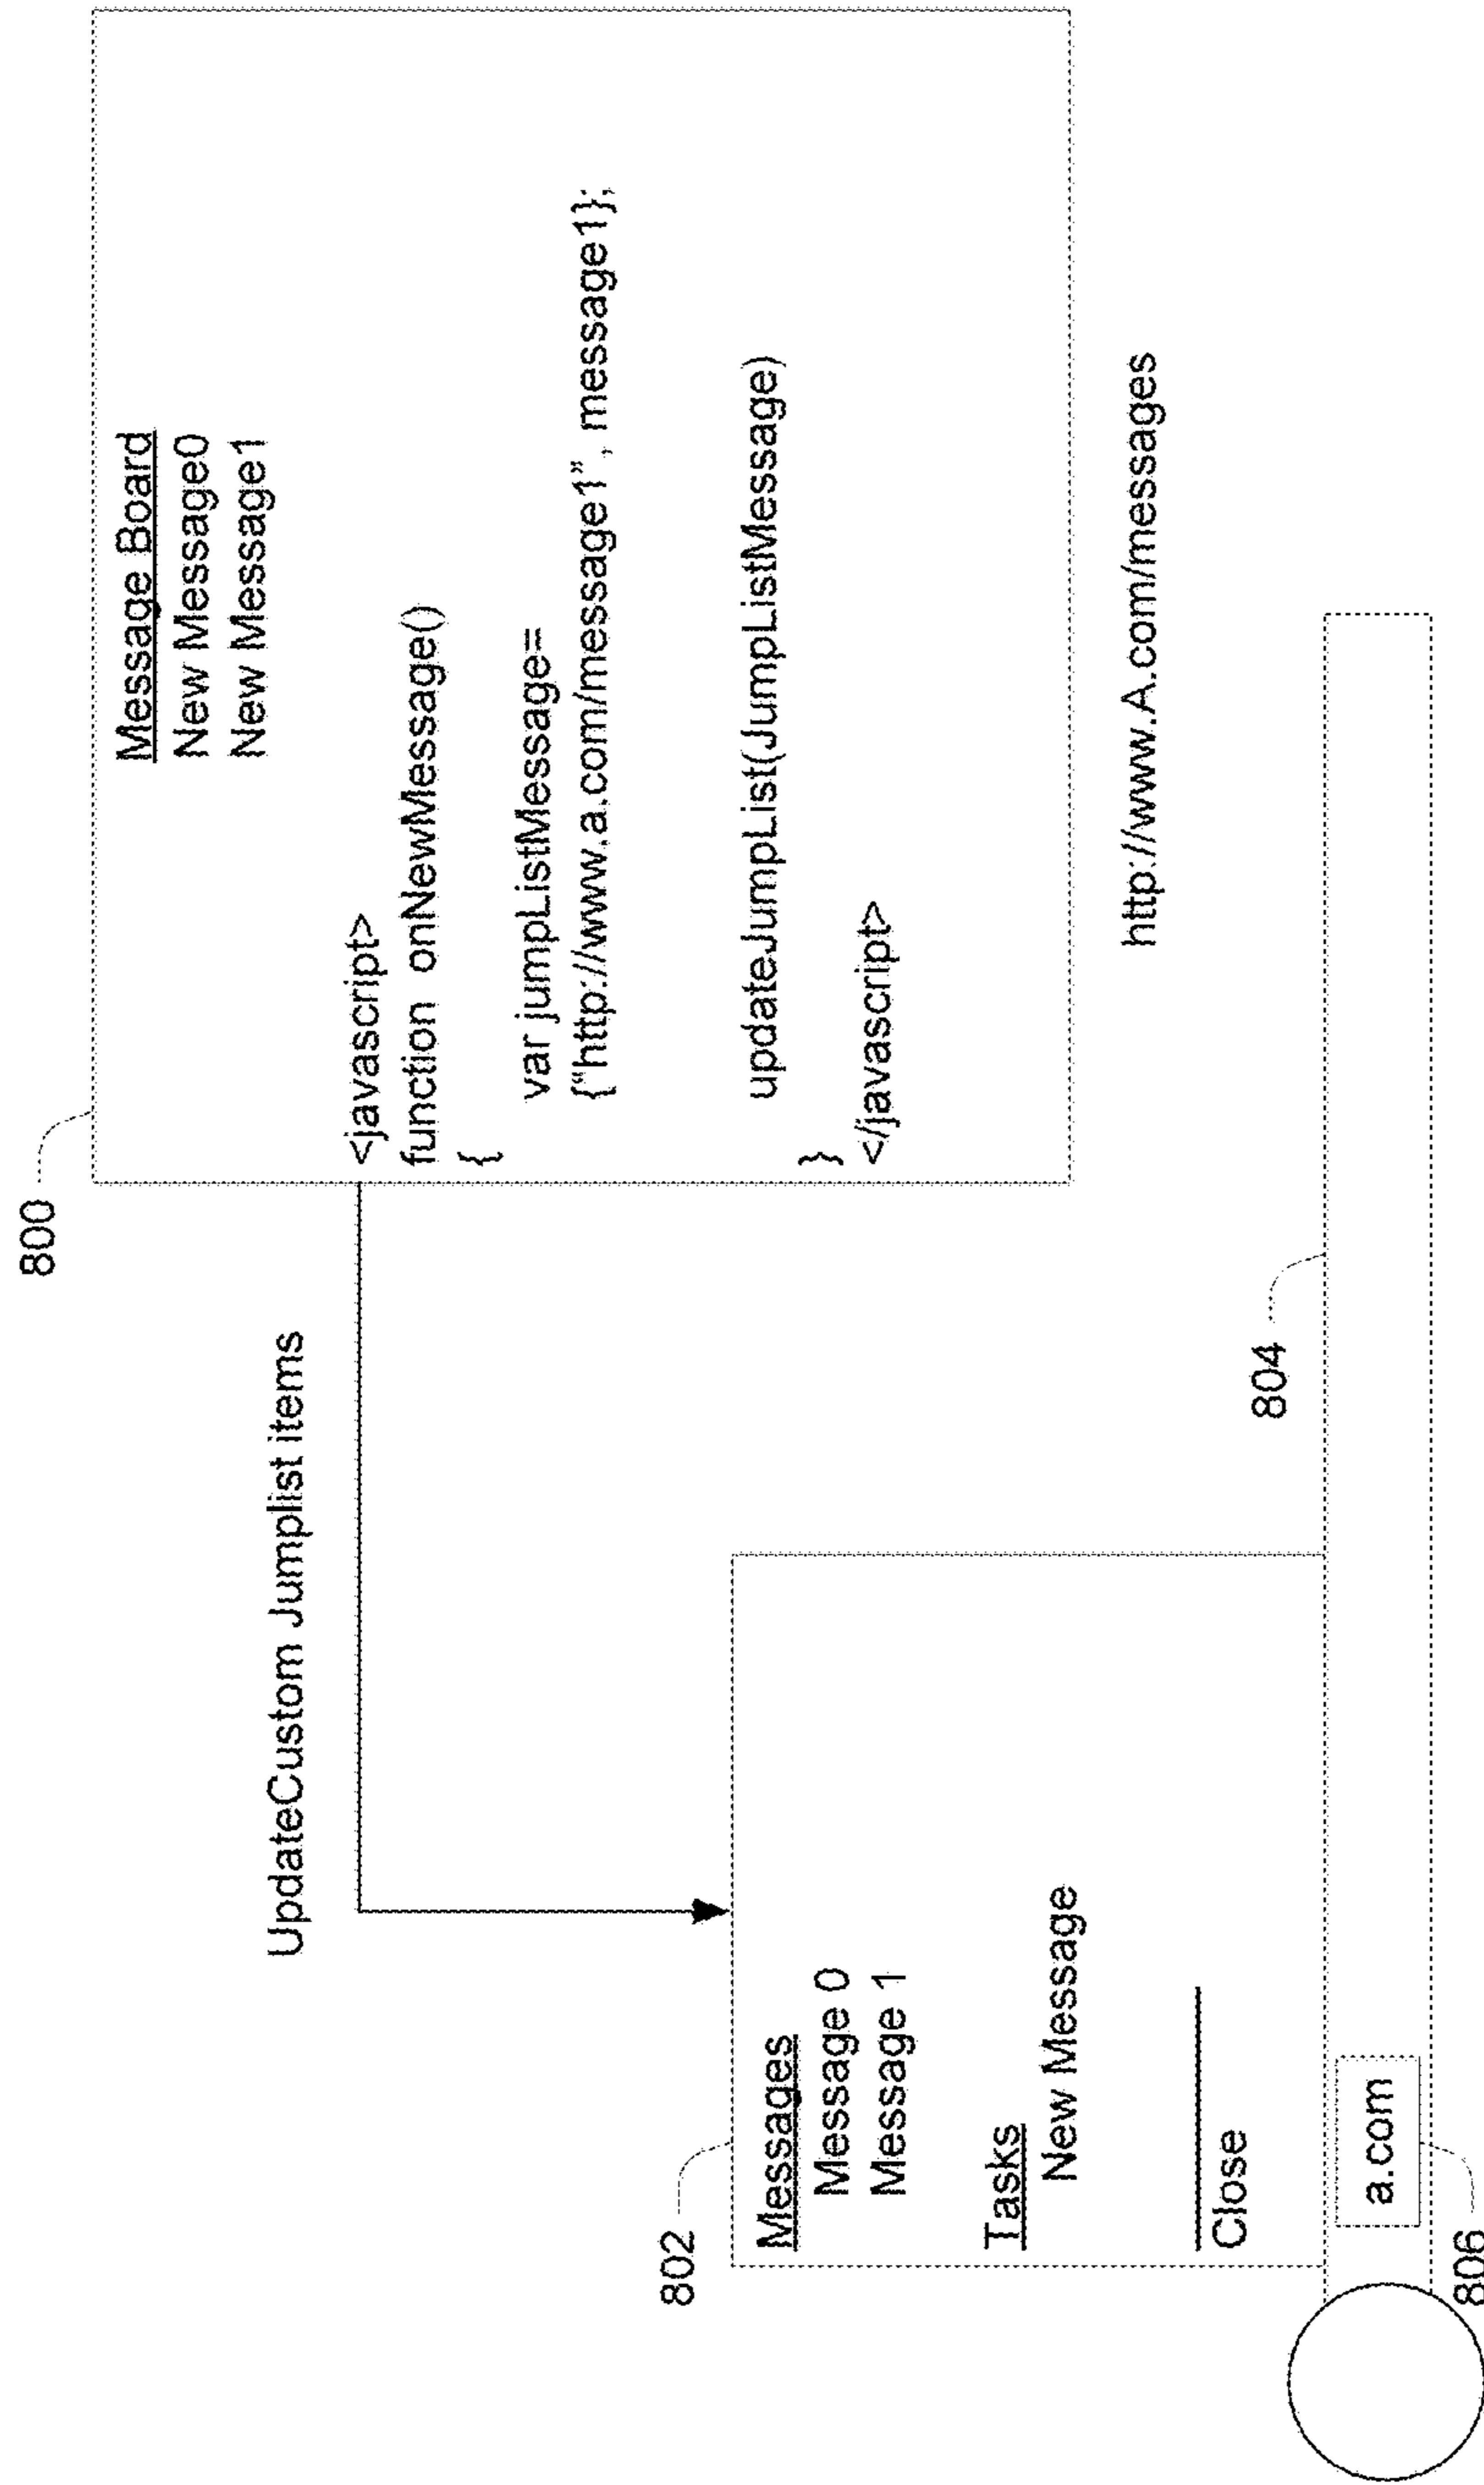 800
Message Board
New Message0
New Message1
<javascript>
function onNewMessage()
{
var jumpListMessage=
{“http://www.a.com/message1”, message1};
updateJumpList(JumpListMessage)
}
</javascript>
http://www.A.com/messages
UpdateCustom Jumplist items
802
Messages
Message 0
Message 1
Tasks
New Message
Close
804
a.com
806